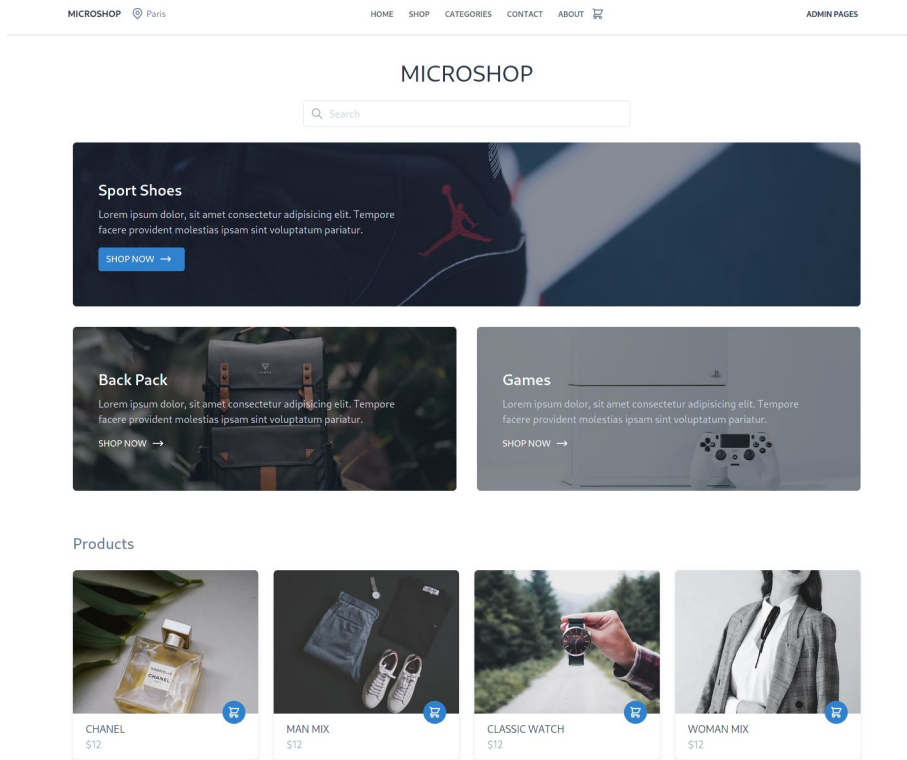 MICROSHOP Paris HOME SHOP CATEGORIES CONTACT ABOUT ADMIN PAGES
MICROSHOP
Search
Sport Shoes
Lorem ipsum dolor, sit amet consectetur adipisicing elit. Tempore
facere provident molestias ipsam sint voluptatum pariatur.
SHOP NOW →
Back Pack
Lorem ipsum dolor, sit amet consectetur adipisicing elit. Tempore
facere provident molestias ipsam sint voluptatum pariatur.
SHOP NOW →
Games
Lorem ipsum dolor, sit amet consectetur adipisicing elit. Tempore
facere provident molestias ipsam sint voluptatum pariatur.
SHOP NOW →
Products
GABRIELLE
CHANEL
CHANEL
$12
MAN MIX
$12
CLASSIC WATCH
$12
WOMAN MIX
$12